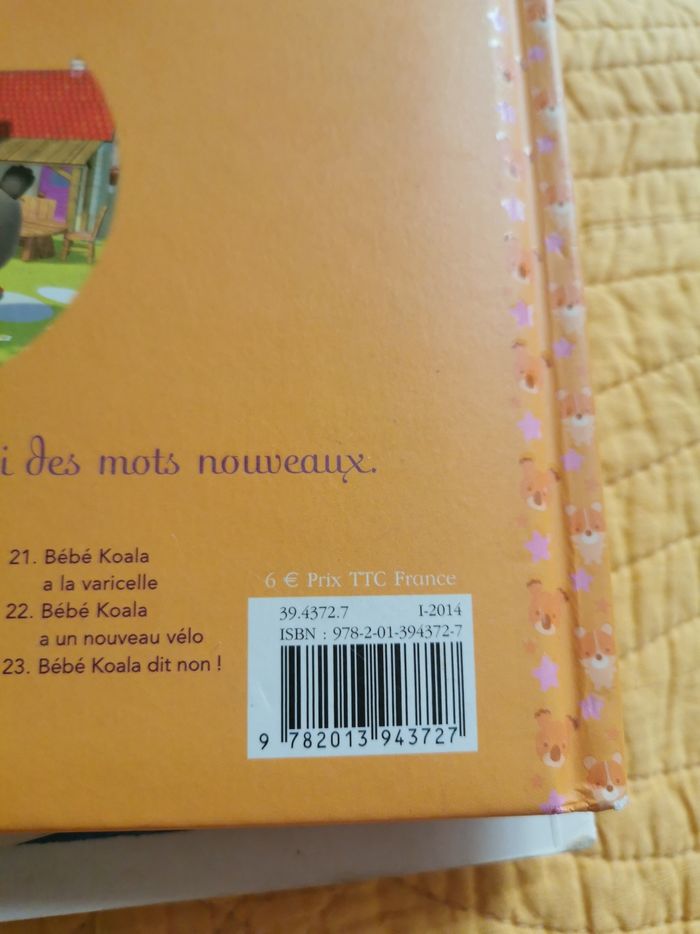 i des mots nouveaux.
21. Bébé Koala
a la varicelle
22. Bébé Koala
a un nouveau vélo
23. Bébé Koala dit non !
6 € Prix TTC France
39.4372.7 I-2014
ISBN : 978-2-01-394372-7
9 782013 943727